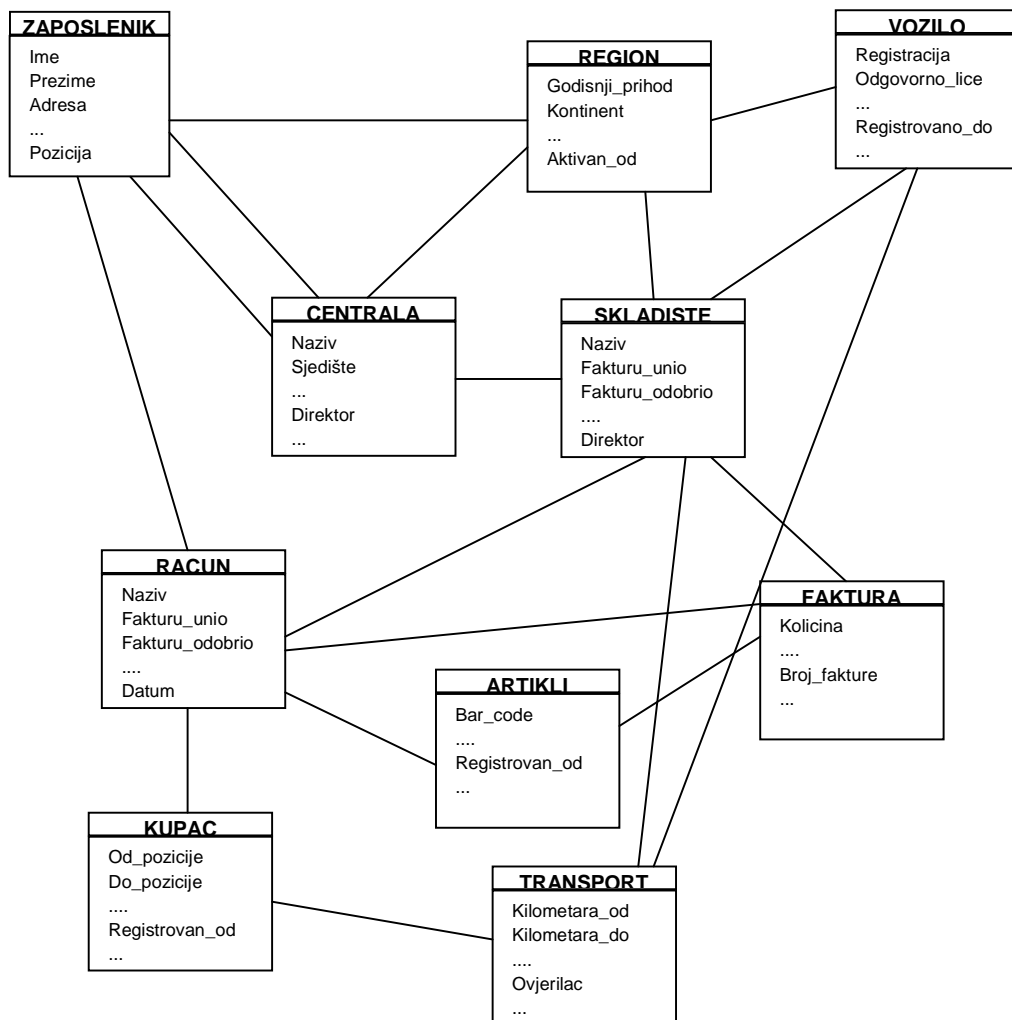 ZAPOSLENIK
Ime
Prezime
Adresa
...
Pozicija
REGION
Godisnji_prihod
Kontinent
...
Aktivan_od
VOZILO
Registracija
Odgovorno_lice
...
Registrovano_do
...
CENTRALA
Naziv
Sjedište
...
Direktor
...
SKLADISTE
Naziv
Fakturu_unio
Fakturu_odobrio
....
Direktor
RACUN
Naziv
Fakturu_unio
Fakturu_odobrio
....
Datum
FAKTURA
Kolicina
....
Broj_fakture
...
ARTIKLI
Bar_code
....
Registrovan_od
...
KUPAC
Od_pozicije
Do_pozicije
....
Registrovan_od
...
TRANSPORT
Kilometara_od
Kilometara_do
....
Ovjerilac
...